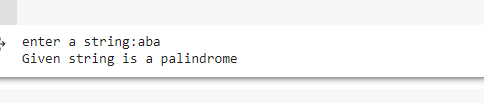 enter a string:aba
Given string is a palindrome